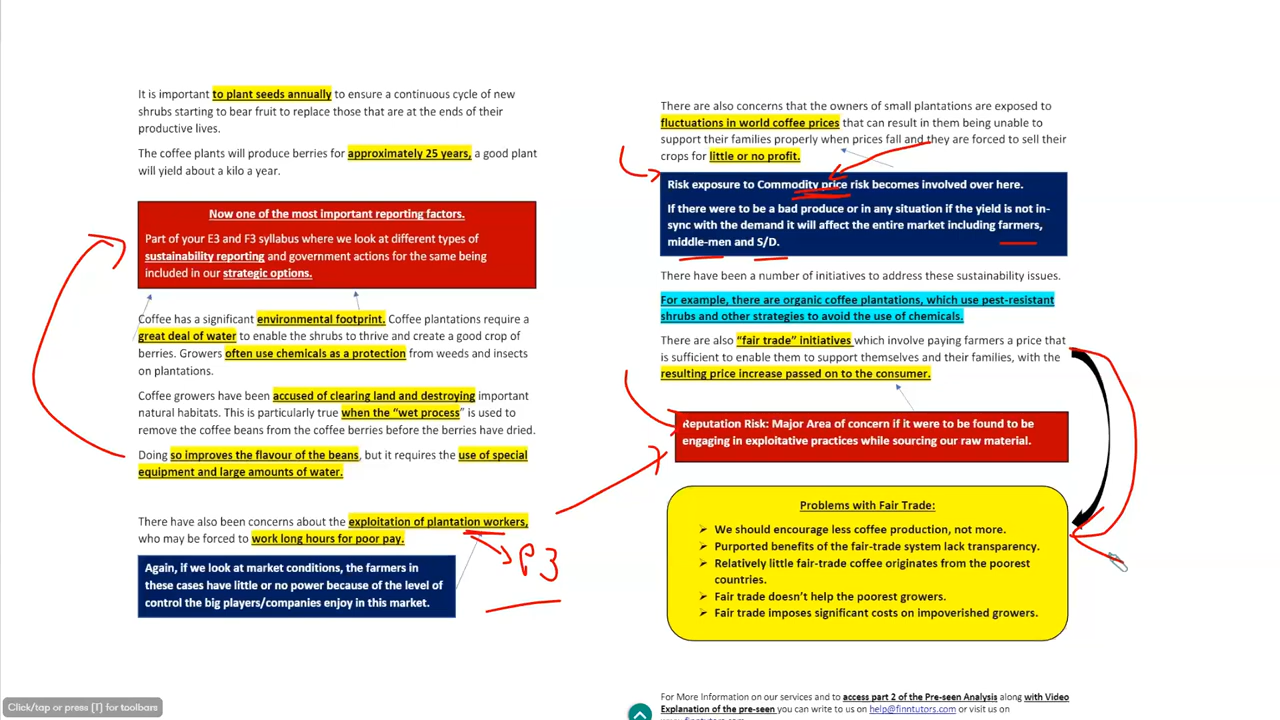 It is important to plant seeds annually to ensure a continuous cycle of new
shrubs starting to bear fruit to replace those that are at the ends of their
productive lives.
The coffee plants will produce berries for approximately 25 years, a good plant
will yield about a kilo a year.
Now one of the most important reporting factors.
Part of your E3 and F3 syllabus where we look at different types of
sustainability reporting and government actions for the same being
included in our strategic options.
Coffee has a significant environmental footprint. Coffee plantations require a
great deal of water to enable the shrubs to thrive and create a good crop of
berries. Growers often use chemicals as a protection from weeds and insects
on plantations.
Coffee growers have been accused of clearing land and destroying important
natural habitats. This is particularly true when the “wet process” is used to
remove the coffee beans from the coffee berries before the berries have dried.
Doing so improves the flavour of the beans, but it requires the use of special
equipment and large amounts of water.
There have also been concerns about the exploitation of plantation workers,
who may be forced to work long hours for poor pay.
P3
Again, if we look at market conditions, the farmers in
these cases have little or no power because of the level of
control the big players/companies enjoy in this market.
There are also concerns that the owners of small plantations are exposed to
fluctuations in world coffee prices that can result in them being unable to
support their families properly when prices fall and they are forced to sell their
crops for little or no profit.
Risk exposure to Commodity price risk becomes involved over here.
If there were to be a bad produce or in any situation if the yield is not in-
sync with the demand it will affect the entire market including farmers,
middle-men and S/D.
There have been a number of initiatives to address these sustainability issues.
For example, there are organic coffee plantations, which use pest-resistant
shrubs and other strategies to avoid the use of chemicals.
There are also “fair trade” initiatives which involve paying farmers a price that
is sufficient to enable them to support themselves and their families, with the
resulting price increase passed on to the consumer.
Reputation Risk: Major Area of concern if it were to be found to be
engaging in exploitative practices while sourcing our raw material.
Problems with Fair Trade:
➢ We should encourage less coffee production, not more.
➢ Purported benefits of the fair-trade system lack transparency.
➢ Relatively little fair-trade coffee originates from the poorest
countries.
➢ Fair trade doesn’t help the poorest growers.
➢ Fair trade imposes significant costs on impoverished growers.
For More Information on our services and to access part 2 of the Pre-seen Analysis along with Video
Explanation of the pre-seen you can write to us on help@finntutors.com or visit us on
www.finntutors.com
Click/tap or press [T] for toolbars